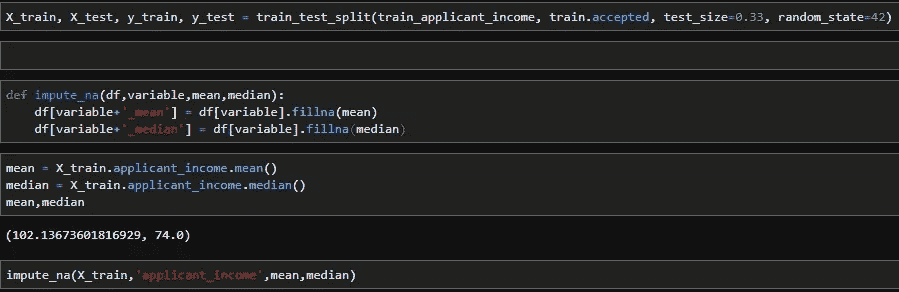 X_train, X_test, y_train, y_test = train_test_split(train_applicant_income, train.accepted, test_size=0.33, random_state=42)
def impute_na(df,variable,mean,median):
    df[variable+'_mean'] = df[variable].fillna(mean)
    df[variable+'_median'] = df[variable].fillna(median)
mean = X_train.applicant_income.mean()
median = X_train.applicant_income.median()
mean,median
(102.13673601816929, 74.0)
impute_na(X_train,'applicant_income',mean,median)